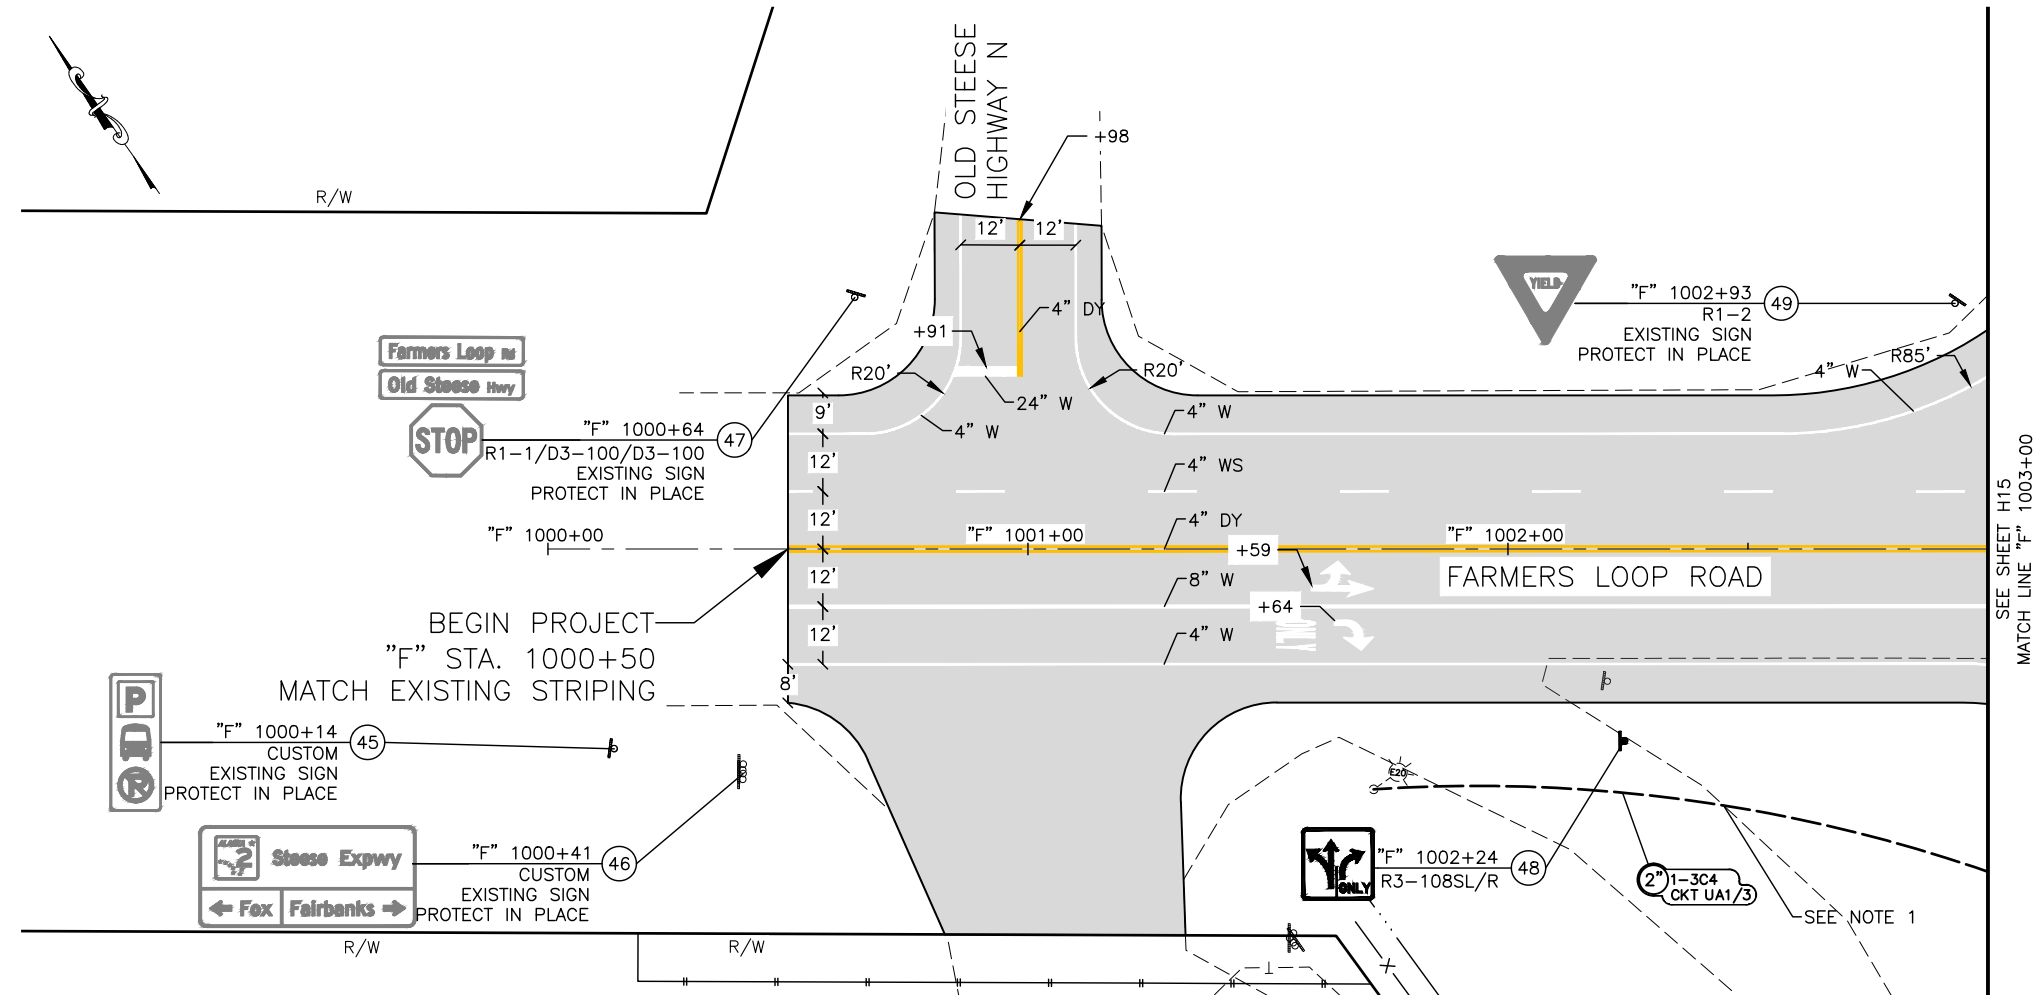 OLD STEESE
HIGHWAY N
+98
R/W
12' 12'
4” DY
+91
R20'
R20'
24” W
4” W
9'
12'
12'
12'
12'
8'
4” W
4” WS
4” DY
8” W
4” W
Farmers Loop Rd
Old Steese Hwy
STOP
”F” 1000+64
47
R1-1/D3-100/D3-100
EXISTING SIGN
PROTECT IN PLACE
YIELD
”F” 1002+93
49
R1-2
EXISTING SIGN
PROTECT IN PLACE
R85'
4” W
”F” 1000+00
”F” 1001+00
”F” 1002+00
+59
+64
ONLY
FARMERS LOOP ROAD
BEGIN PROJECT
”F” STA. 1000+50
MATCH EXISTING STRIPING
SEE SHEET H15
MATCH LINE ”F” 1003+00
P
”F” 1000+14
45
CUSTOM
EXISTING SIGN
PROTECT IN PLACE
ALASKA
2
Steese Expwy
Fox
Fairbanks
”F” 1000+41
46
CUSTOM
EXISTING SIGN
PROTECT IN PLACE
ONLY
”F” 1002+24
48
R3-108SL/R
E20
2”
1-3C4
CKT UA1/3
SEE NOTE 1
R/W
R/W